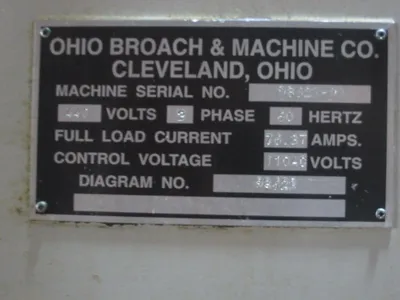 OHIO BROACH & MACHINE CO.
CLEVELAND, OHIO
MACHINE SERIAL NO.
VOLTS 3 PHASE HERTZ
FULL LOAD CURRENT AMPS.
CONTROL VOLTAGE VOLTS
DIAGRAM NO.